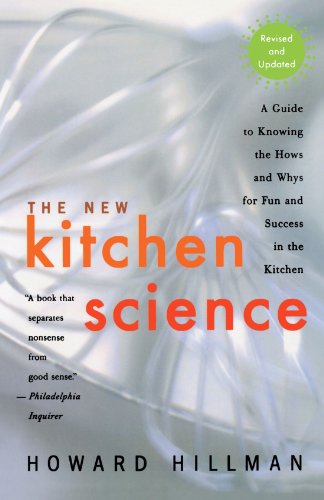 Revised
and
Updated
A Guide
to Knowing
the Hows
and Whys
for Fun and
Success
in the
Kitchen
THE NEW
kitchen
science
"A book that
separates
nonsense
from
good sense."
— Philadelphia
Inquirer
HOWARD HILLMAN